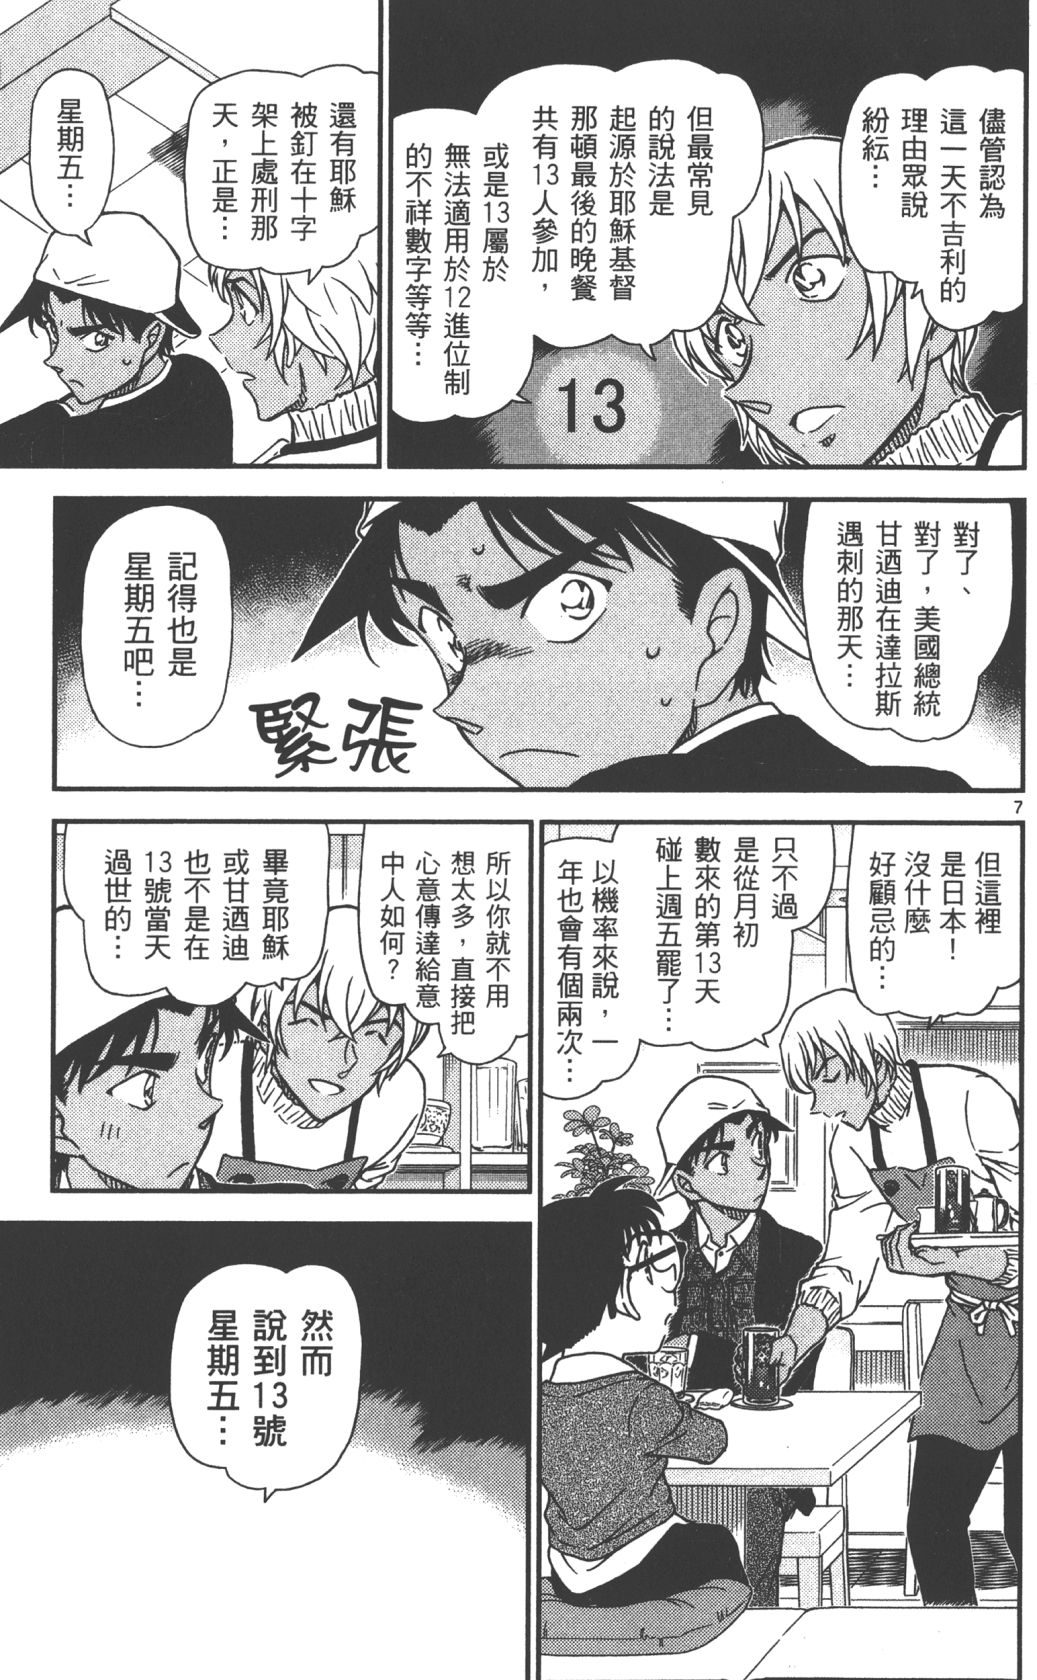 儘管認為
這一天不吉利的
理由眾說
紛紜…
但最常見
的說法是
起源於耶穌基督
那頓最後的晚餐
共有13人參加，
或是13屬於
無法適用於12進位制
的不祥數字等等…
13
還有耶穌
被釘在十字
架上處刑那
天，正是…
星期五…
對了、
對了，美國總統
甘迺迪在達拉斯
遇刺的那天…
記得也是
星期五吧…
緊張
7
但這裡
是日本！
沒什麼
好顧忌的…
只不過
是從月初
數來的第13天
碰上週五罷了…
以機率來說，一
年也會有個兩次…
所以你就不用
想太多，直接把
心意傳達給意
中人如何？
畢竟耶穌
或甘迺迪
也不是在
13號當天
過世的…
然而
說到13號
星期五…